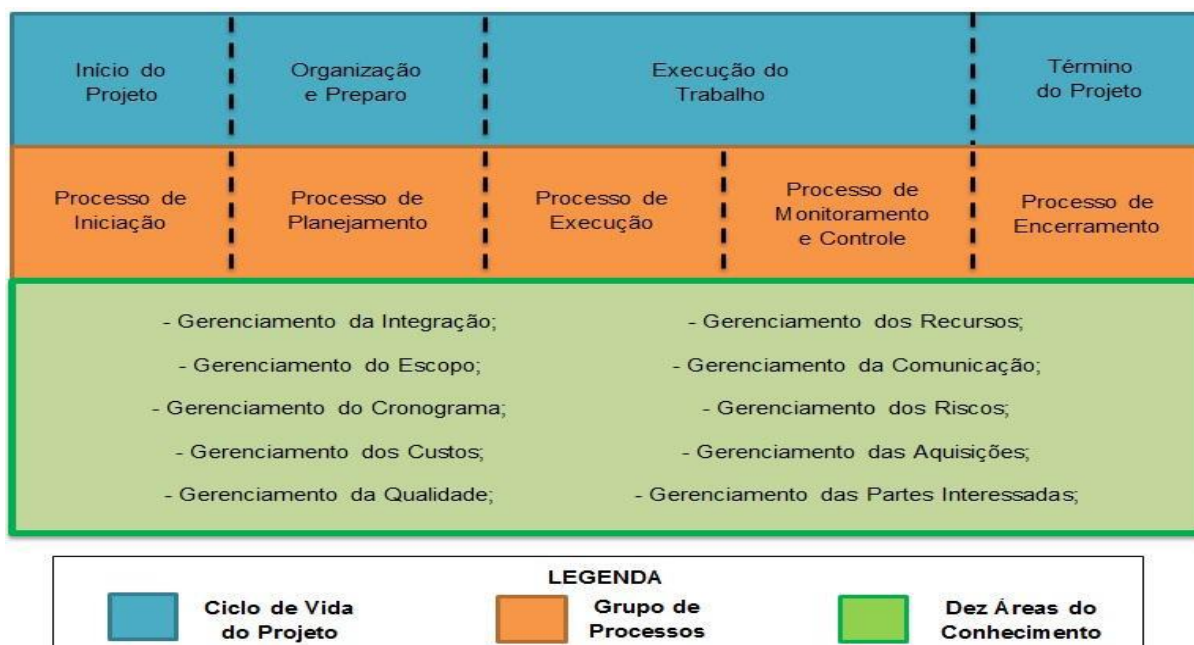 Início do
Projeto
Organização
e Preparo
Execução do
Trabalho
Término
do Projeto
Processo de
Iniciação
Processo de
Planejamento
Processo de
Execução
Processo de
Monitoramento
e Controle
Processo de
Encerramento
- Gerenciamento da Integração;
- Gerenciamento do Escopo;
- Gerenciamento do Cronograma;
- Gerenciamento dos Custos;
- Gerenciamento da Qualidade;
- Gerenciamento dos Recursos;
- Gerenciamento da Comunicação;
- Gerenciamento dos Riscos;
- Gerenciamento das Aquisições;
- Gerenciamento das Partes Interessadas;
LEGENDA
Ciclo de Vida
do Projeto
Grupo de
Processos
Dez Áreas do
Conhecimento